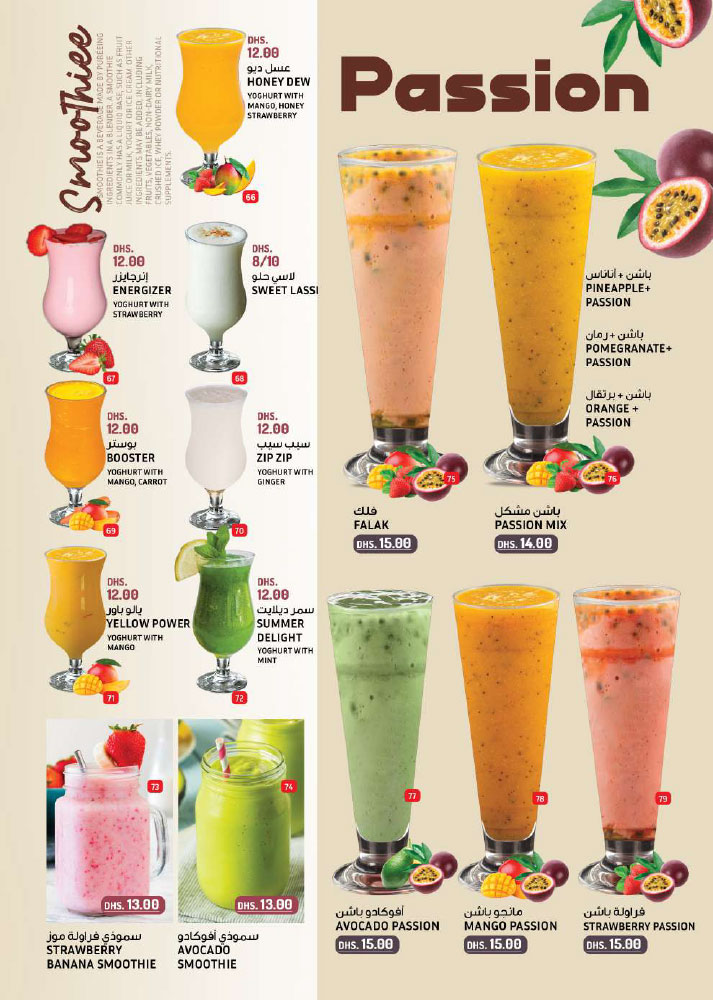 Smoothiee
SMOOTHIE IS A BEVERAGE MADE BY PUREEING
INGREDIENTS IN A BLENDER. A SMOOTHIE
COMMONLY HAS A LIQUID BASE, SUCH AS FRUIT
JUICE OR MILK, YOGURT OR ICE CREAM. OTHER
INGREDIENTS MAY BE ADDED, INCLUDING
FRUITS, VEGETABLES, NON-DAIRY MILK,
CRUSHED ICE, WHEY POWDER OR NUTRITIONAL
SUPPLEMENTS.
DHS.
12.00
عسل ديو
HONEY DEW
YOGHURT WITH
MANGO, HONEY
STRAWBERRY
66
DHS.
12.00
إنرجايزر
ENERGIZER
YOGHURT WITH
STRAWBERRY
67
DHS.
8/10
لاسي حلو
SWEET LASSI
68
DHS.
12.00
بوستر
BOOSTER
YOGHURT WITH
MANGO, CARROT
69
DHS.
12.00
سيب سيب
ZIP ZIP
YOGHURT WITH
GINGER
70
DHS.
12.00
يالو باور
YELLOW POWER
YOGHURT WITH
MANGO
71
DHS.
12.00
سمر ديلايت
SUMMER
DELIGHT
YOGHURT WITH
MINT
72
73
DHS. 13.00
سموذي فراولة موز
STRAWBERRY
BANANA SMOOTHIE
74
DHS. 13.00
سموذي أفوكادو
AVOCADO
SMOOTHIE
Passion
باشن + أناناس
PINEAPPLE+
PASSION
باشن + رمان
POMEGRANATE+
PASSION
باشن + برتقال
ORANGE +
PASSION
75
فلك
FALAK
DHS. 15.00
76
باشن مشكل
PASSION MIX
DHS. 14.00
77
أفوكادو باشن
AVOCADO PASSION
DHS. 15.00
78
مانجو باشن
MANGO PASSION
DHS. 15.00
79
فراولة باشن
STRAWBERRY PASSION
DHS. 15.00